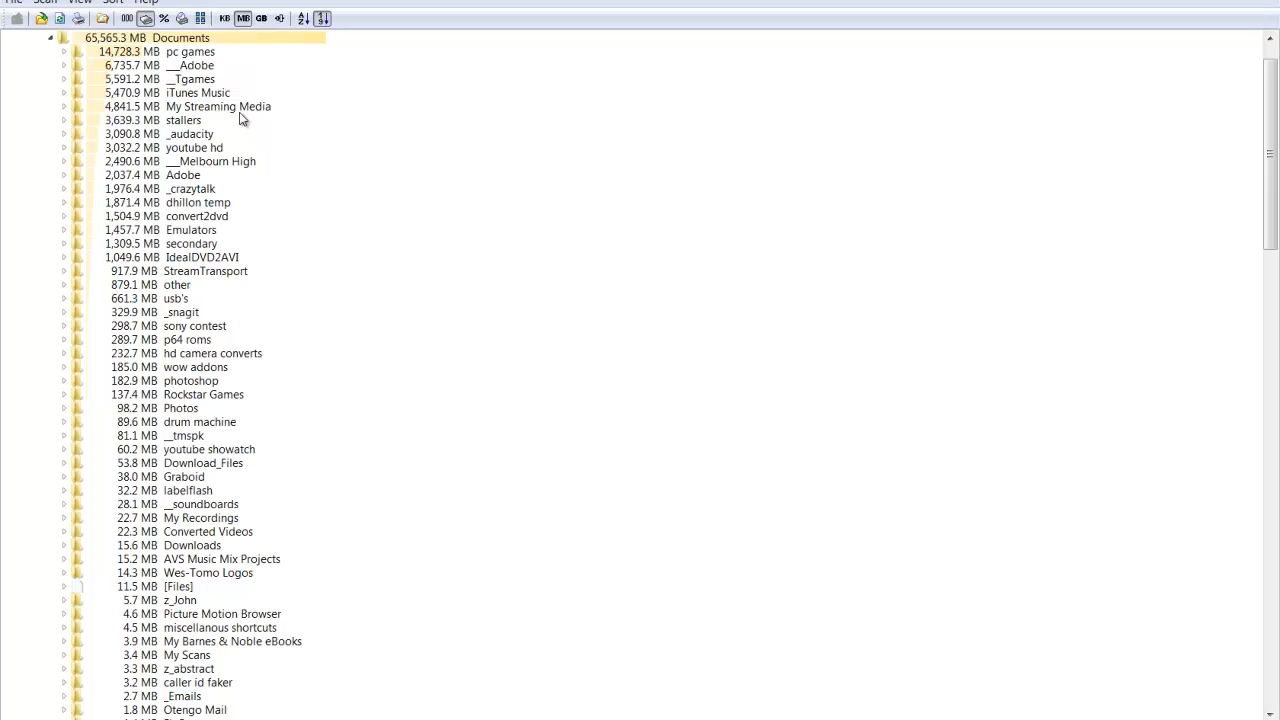 File Scan View Sort Help
000 % KB MB GB
65,565.3 MB Documents
14,728.3 MB pc games
6,735.7 MB ___Adobe
5,591.2 MB __Tgames
5,470.9 MB iTunes Music
4,841.5 MB My Streaming Media
3,639.3 MB stallers
3,090.8 MB _audacity
3,032.2 MB youtube hd
2,490.6 MB ___Melbourn High
2,037.4 MB Adobe
1,976.4 MB _crazytalk
1,871.4 MB dhillon temp
1,504.9 MB convert2dvd
1,457.7 MB Emulators
1,309.5 MB secondary
1,049.6 MB IdealDVD2AVI
917.9 MB StreamTransport
879.1 MB other
661.3 MB usb's
329.9 MB _snagit
298.7 MB sony contest
289.7 MB p64 roms
232.7 MB hd camera converts
185.0 MB wow addons
182.9 MB photoshop
137.4 MB Rockstar Games
98.2 MB Photos
89.6 MB drum machine
81.1 MB __tmspk
60.2 MB youtube showatch
53.8 MB Download_Files
38.0 MB Graboid
32.2 MB labelflash
28.1 MB __soundboards
22.7 MB My Recordings
22.3 MB Converted Videos
15.6 MB Downloads
15.2 MB AVS Music Mix Projects
14.3 MB Wes-Tomo Logos
11.5 MB [Files]
5.7 MB z_John
4.6 MB Picture Motion Browser
4.5 MB miscellanous shortcuts
3.9 MB My Barnes & Noble eBooks
3.4 MB My Scans
3.3 MB z_abstract
3.2 MB caller id faker
2.7 MB _Emails
1.8 MB Otengo Mail